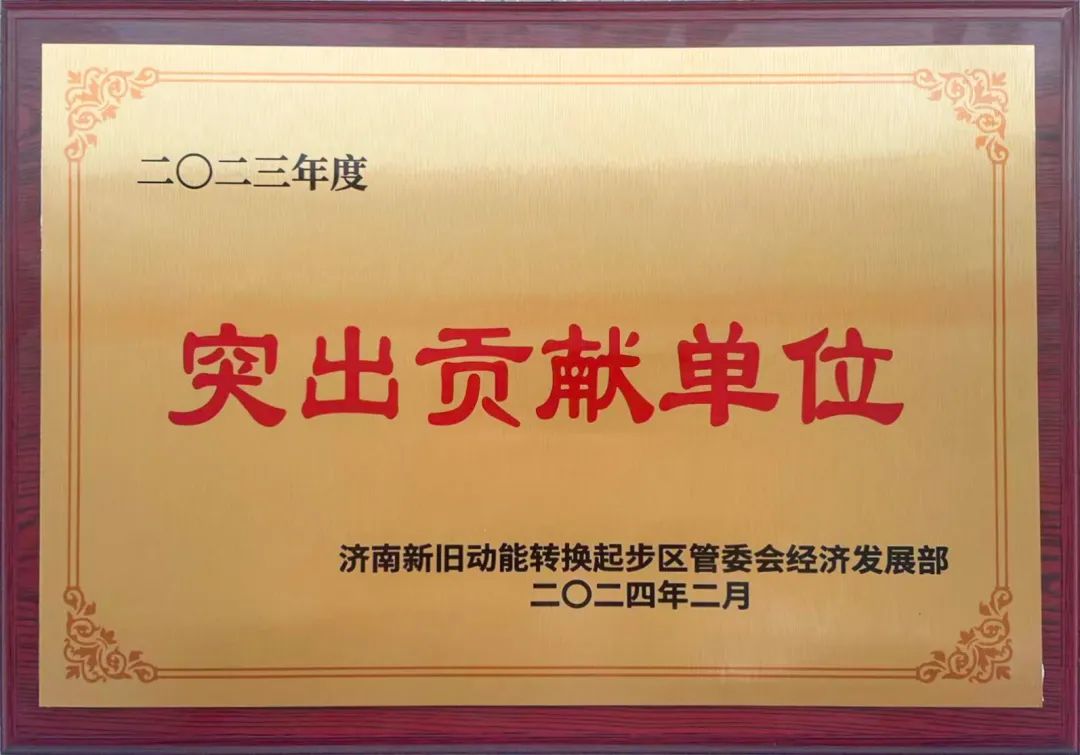 二〇二三年度
突出贡献单位
济南新旧动能转换起步区管委会经济发展部
二〇二四年二月